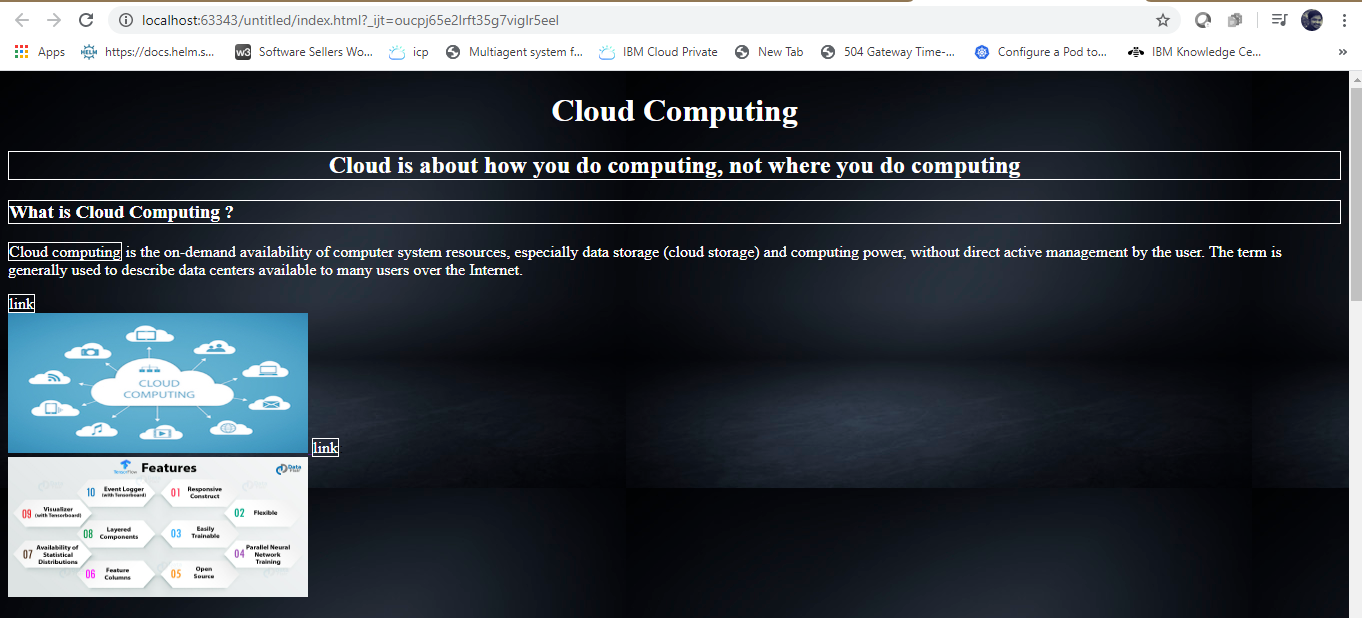 localhost:63343/untitled/index.html?_ijt=oucpj65e2lrft35g7viglr5eel
Apps https://docs.helm.s... w3 Software Sellers Wo... icp Multiagent system f... IBM Cloud Private New Tab 504 Gateway Time-... Configure a Pod to... IBM Knowledge Ce... »
Cloud Computing
Cloud is about how you do computing, not where you do computing
What is Cloud Computing ?
Cloud computing is the on-demand availability of computer system resources, especially data storage (cloud storage) and computing power, without direct active management by the user. The term is
generally used to describe data centers available to many users over the Internet.
link
CLOUD
COMPUTING
link
TensorFlow Features Data
10 Event Logger
(with Tensorboard)
01 Responsive
Construct
09 Visualizer
(with Tensorboard)
02 Flexible
08 Layered
Components
03 Easily
Trainable
07 Availability of
Statistical
Distributions
04 Parallel Neural
Network
Training
06 Feature
Columns
05 Open
Source